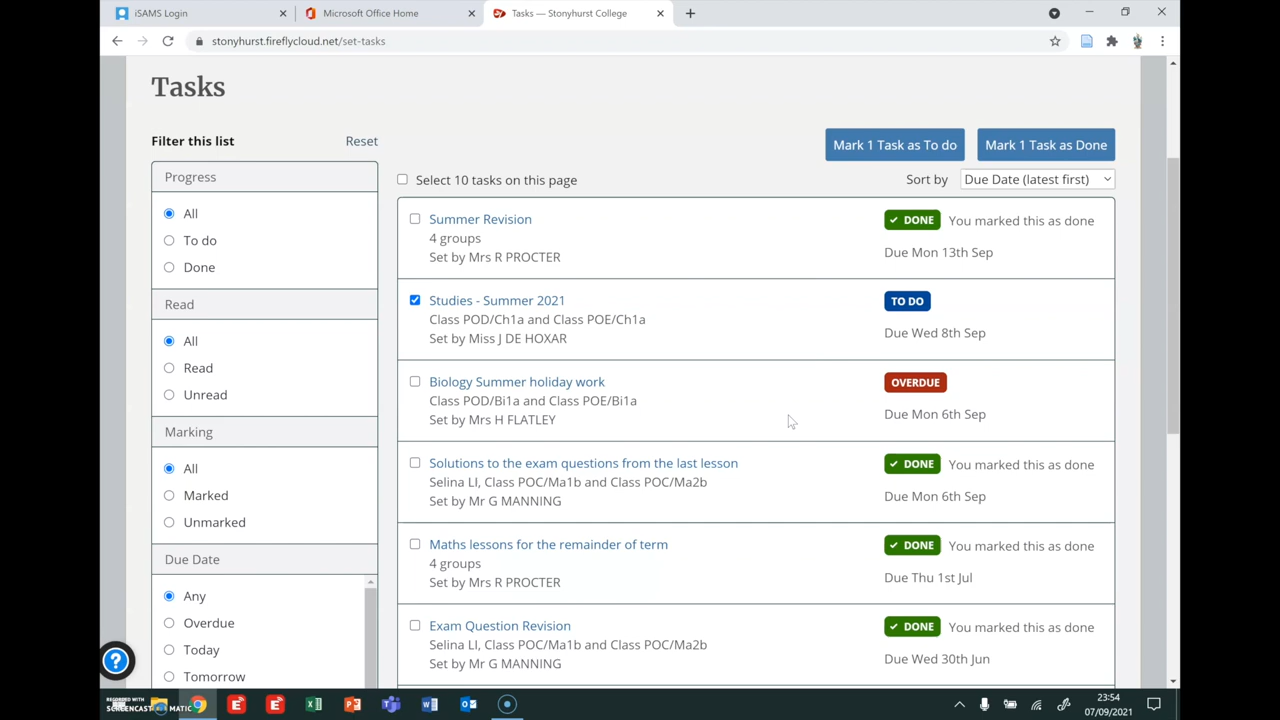 iSAMS Login
Microsoft Office Home
Tasks — Stonyhurst College
stonyhurst.fireflycloud.net/set-tasks
Tasks
Filter this list
Reset
Mark 1 Task as To do
Mark 1 Task as Done
Select 10 tasks on this page
Sort by
Due Date (latest first)
Progress
All
To do
Done
Read
All
Read
Unread
Marking
All
Marked
Unmarked
Due Date
Any
Overdue
Today
Tomorrow
Summer Revision
4 groups
Set by Mrs R PROCTER
DONE You marked this as done
Due Mon 13th Sep
Studies - Summer 2021
Class POD/Ch1a and Class POE/Ch1a
Set by Miss J DE HOXAR
TO DO
Due Wed 8th Sep
Biology Summer holiday work
Class POD/Bi1a and Class POE/Bi1a
Set by Mrs H FLATLEY
OVERDUE
Due Mon 6th Sep
Solutions to the exam questions from the last lesson
Selina LI, Class POC/Ma1b and Class POC/Ma2b
Set by Mr G MANNING
DONE You marked this as done
Due Mon 6th Sep
Maths lessons for the remainder of term
4 groups
Set by Mrs R PROCTER
DONE You marked this as done
Due Thu 1st Jul
Exam Question Revision
Selina LI, Class POC/Ma1b and Class POC/Ma2b
Set by Mr G MANNING
DONE You marked this as done
Due Wed 30th Jun
?
RECORDED WITH
SCREENCAST MATIC
23:54
07/09/2021